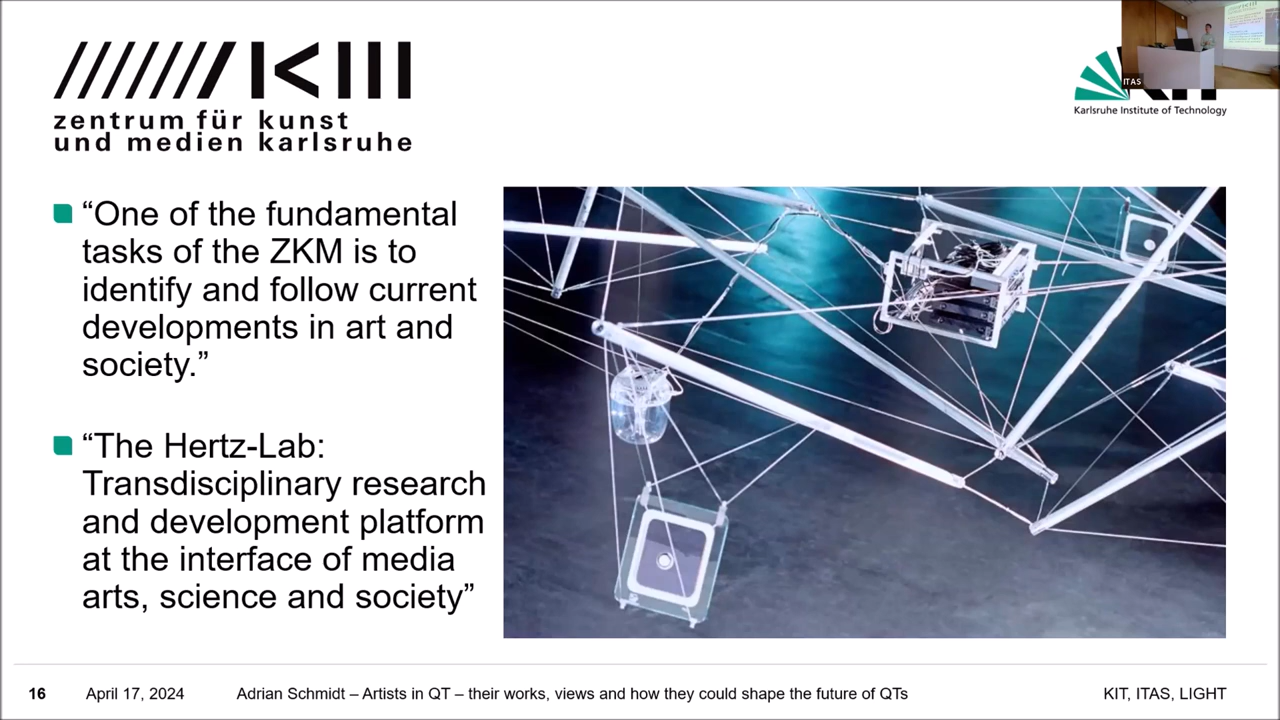 zentrum für kunst
und medien karlsruhe
ITAS
Karlsruhe Institute of Technology
“One of the fundamental
tasks of the ZKM is to
identify and follow current
developments in art and
society.”
“The Hertz-Lab:
Transdisciplinary research
and development platform
at the interface of media
arts, science and society”
16 April 17, 2024 Adrian Schmidt – Artists in QT – their works, views and how they could shape the future of QTs KIT, ITAS, LIGHT